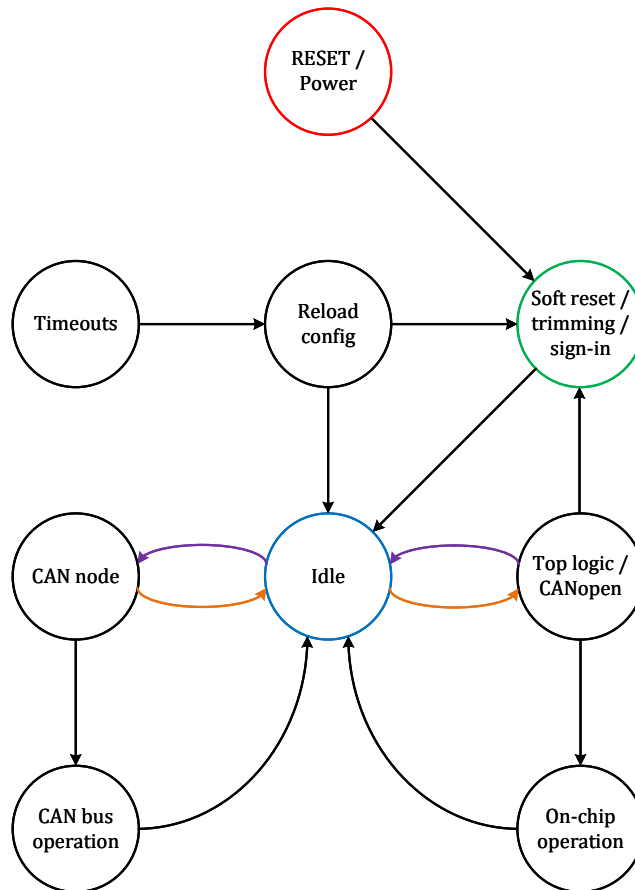 RESET /
Power
Timeouts
Reload
config
Soft reset /
trimming /
sign-in
CAN node
Idle
Top logic /
CANopen
CAN bus
operation
On-chip
operation